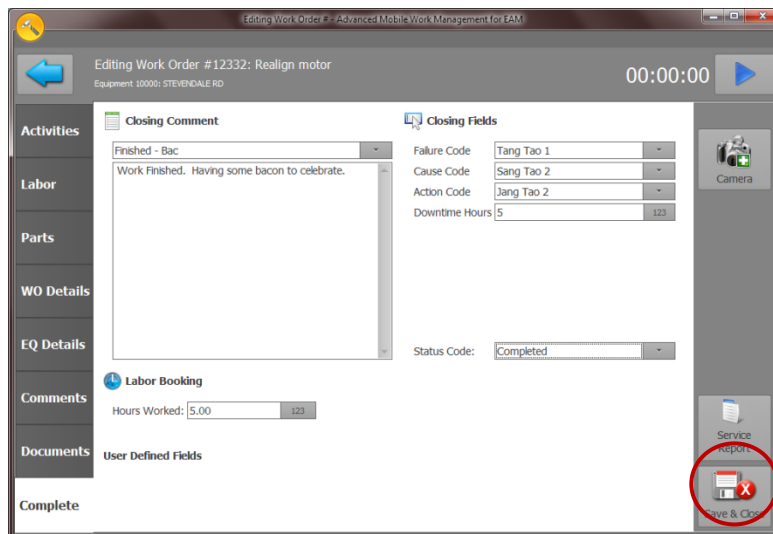 Editing Work Order # - Advanced Mobile Work Management for EAM
Editing Work Order #12332: Realign motor
Equipment 10000: STEVENDALE RD
00:00:00
Activities
Labor
Parts
WO Details
EQ Details
Comments
Documents
Complete
Closing Comment
Finished - Bac
Work Finished. Having some bacon to celebrate.
Labor Booking
Hours Worked: 5.00 123
User Defined Fields
Closing Fields
Failure Code Tang Tao 1
Cause Code Sang Tao 2
Action Code Jang Tao 2
Downtime Hours 5 123
Status Code: Completed
Camera
Service
Report
Save & Close